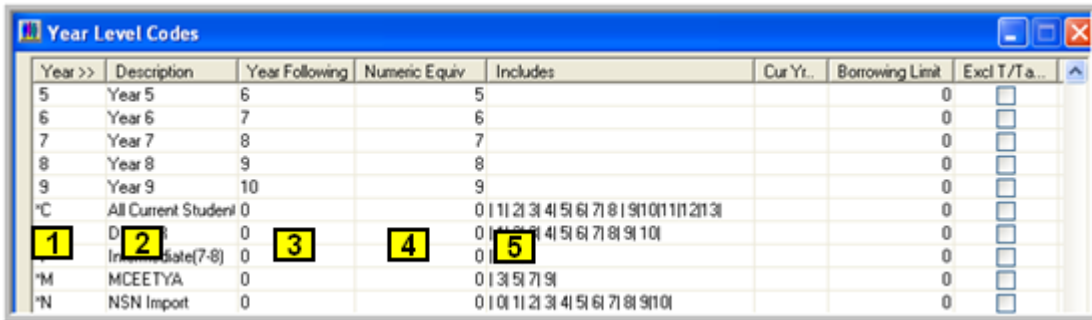 Year Level Codes
Year >> Description Year Following Numeric Equiv Includes Cur Yr.. Borrowing Limit Excl T/Ta...
5 Year 5 6 5 0
6 Year 6 7 6 0
7 Year 7 8 7 0
8 Year 8 9 8 0
9 Year 9 10 9 0
*C All Current Student 0 0 | 1| 2| 3| 4| 5| 6| 7| 8 | 9|10|11|12|13| 0
0 0 4| 5| 6| 7| 8| 9| 10| 0
1 2 3 4 5
(7-8) 0 0 | 0
*M MCEETYA 0 0 | 3| 5| 7| 9| 0
*N NSN Import 0 0 | 0| 1| 2| 3| 4| 5| 6| 7| 8| 9|10| 0